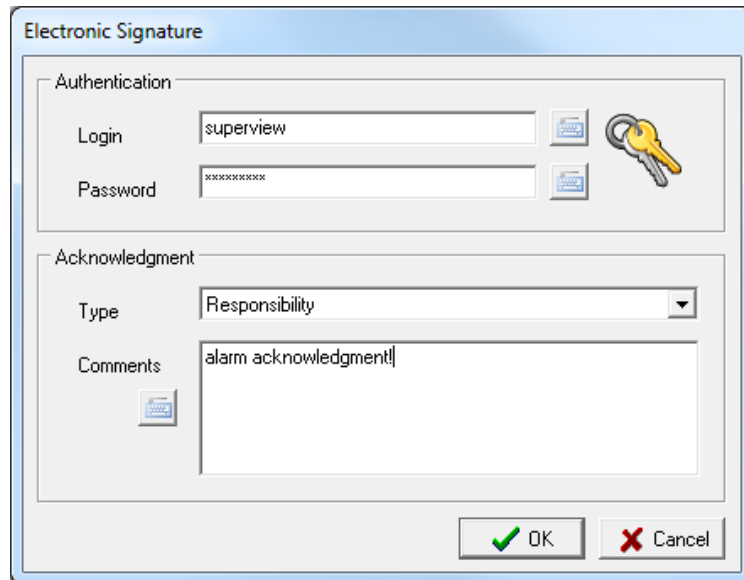 Electronic Signature
Authentication
Login
superview
Password
*********
Acknowledgment
Type
Responsibility
Comments
alarm acknowledgment!
OK
Cancel